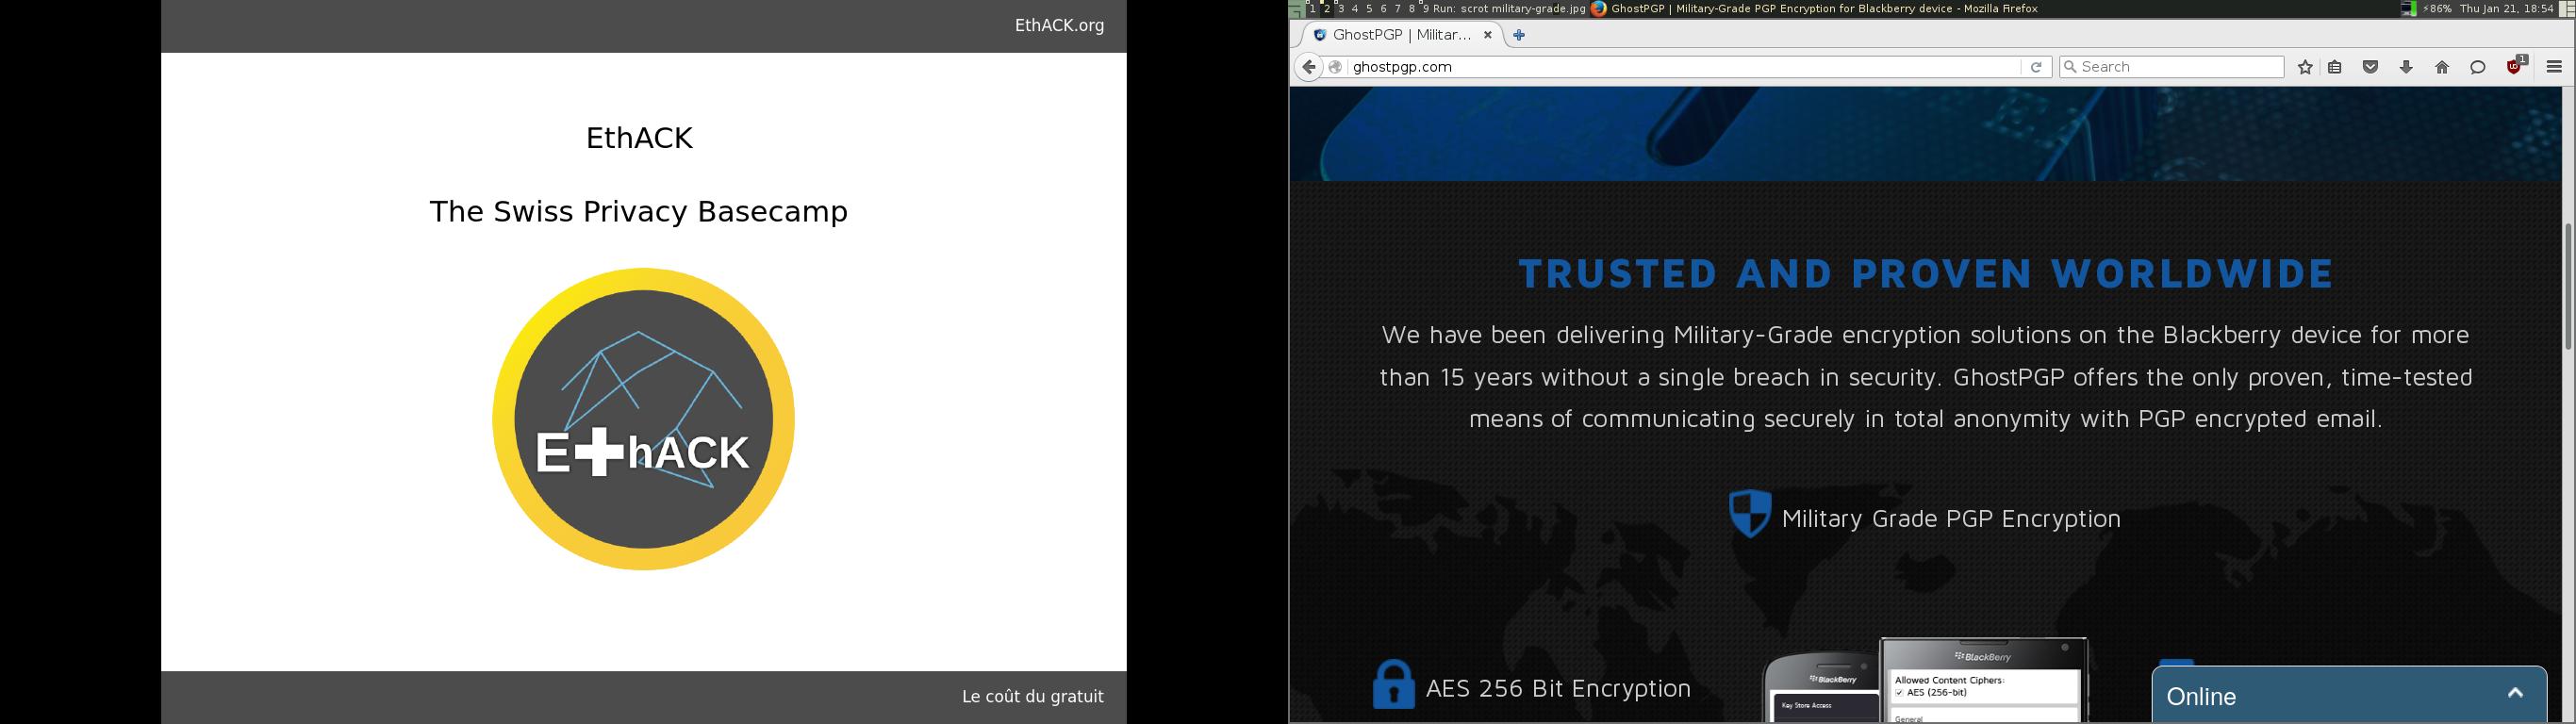 EthACK.org
EthACK
The Swiss Privacy Basecamp
E+hACK
Le coût du gratuit
1 2 3 4 5 6 7 8 9 Run: scrot military-grade.jpg GhostPGP | Military-Grade PGP Encryption for Blackberry device - Mozilla Firefox
⚡86% Thu Jan 21, 18:54
GhostPGP | Militar...
ghostpgp.com
Search
1
TRUSTED AND PROVEN WORLDWIDE
We have been delivering Military-Grade encryption solutions on the Blackberry device for more
than 15 years without a single breach in security. GhostPGP offers the only proven, time-tested
means of communicating securely in total anonymity with PGP encrypted email.
Military Grade PGP Encryption
AES 256 Bit Encryption
BlackBerry
Key Store Access
BlackBerry
Allowed Content Ciphers:
AES (256-bit)
General
Online